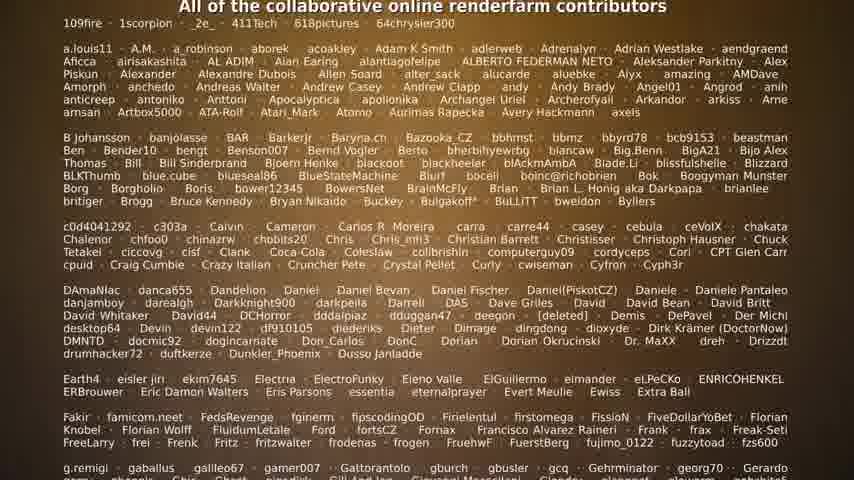 All of the collaborative online renderfarm contributors
109fire · 1scorpion · _2e_ · 411Tech · 618pictures · 64chrysler300
a.louis11 · A.M. · a_robinson · aborek · acoakley · Adam K Smith · adlerweb · Adrenalyn · Adrian Westlake · aendgraend
Aficca · airisakashita · AL ADIM · Alan Earing · alantiagofelipe · ALBERTO FEDERMAN NETO · Aleksander Parkitny · Alex
Piskun · Alexander · Alexandre Dubois · Allen Soard · alter_sack · alucarde · aluebke · Alyx · amazing · AMDave
Amorph · anchedo · Andreas Walter · Andrew Casey · Andrew Clapp · andy · Andy Brady · Angel01 · Angrod · anih
anticreep · antoniko · Anttoni · Apocalyptica · apolionika · Archangel Uriel · Archerofaiii · Arkandor · arkiss · Arne
amsan · Artbox5000 · ATA-Rolf · Atari_Mark · Atomo · Aurimas Rapecka · Avery Hackmann · axels
B Johansson · banjolasse · BAR · BarkerJr · Baryna.ch · Bazooka_CZ · bbhmst · bbmz · bbyrd78 · bcb9153 · beastman
Ben · Bender10 · bengt · Benson007 · Bernd Vogler · Berto · bherbihyewrbg · biancaw · Big.Benn · BigA21 · Bijo Alex
Thomas · Bill · Bill Sinderbrand · Bjoern Henke · blackoot · blackheeler · blAckmAmbA · Blade.Li · blissfulshelle · Blizzard
BLKThumb · blue.cube · blueseal86 · BlueStateMachine · Blurf · boceli · boinc@richobrien · Bok · Boogyman Munster
Borg · Borgholio · Boris · bower12345 · BowersNet · BrainMcFly · Brian · Brian L. Honig aka Darkpapa · brianlee
britiger · Brogg · Bruce Kennedy · Bryan Nikaido · Buckey · Bulgakoff* · BuLLiTT · bweidon · Byllers
c0d4041292 · c303a · Calvin · Cameron · Carlos R. Moreira · carra · carre44 · casey · cebula · ceVoIX · chakata
Chalenor · chfoo0 · chinazrw · chobits20 · Chris · Chris_mh3 · Christian Barrett · Christisser · Christoph Hausner · Chuck
Tetakei · ciccovg · cisf · Clank · Coca-Cola · Coleslaw · colibrishin · computerguy09 · cordyceps · Cori · CPT Glen Carr
cpuid · Craig Cumbie · Crazy Italian · Cruncher Pete · Crystal Pellet · Curly · cwiseman · Cyfron · Cyph3r
DAmaNiac · danca655 · Dandelion · Daniel · Daniel Bevan · Daniel Fischer · Daniel(PiskotCZ) · Daniele · Daniele Pantaleo
danjamboy · darealgh · Darkknight900 · darkpella · Darrell · DAS · Dave Grilles · David · David Bean · David Britt
David Whitaker · David44 · DCHorror · dddalplaz · dduggan47 · deegon · [deleted] · Demis · DePavel · Der Michl
desktop64 · Devin · devin122 · df910105 · diederiks · Dieter · Dimage · dingdong · dioxyde · Dirk Krämer (DoctorNow)
DMNTD · docmic92 · dogincarnate · Don_Carlos · DonC · Dorian · Dorian Okrucinski · Dr. MaXX · dreh · Drizzdt
drumhacker72 · duftkerze · Dunkler_Phoenix · Dusso Janladde
Earth4 · eisler jiri · ekim7645 · Electria · ElectroFunky · Eleno Valle · ElGuillermo · elmander · eLPeCKo · ENRICOHENKEL
ERBrouwer · Eric Damon Walters · Eris Parsons · essentia · eternalprayer · Evert Meulie · Ewiss · Extra Ball
Fakir · famicom.neet · FedsRevenge · fginerm · fipscodingOD · Firielentul · firstomega · FissioN · FiveDollarYoBet · Florian
Knobel · Florian Wolff · FluidumLetale · Ford · fortsCZ · Fornax · Francisco Alvarez Raineri · Frank · frax · Freak-Seti
FreeLarry · frei · Frenk · Fritz · fritzwalter · frodenas · frogen · FruehwF · FuerstBerg · fujimo_0122 · fuzzytoad · fzs600
g.remigi · gaballus · galileo67 · gamer007 · Gattorantolo · gburch · gbusler · gcq · Gehrminator · georg70 · Gerardo